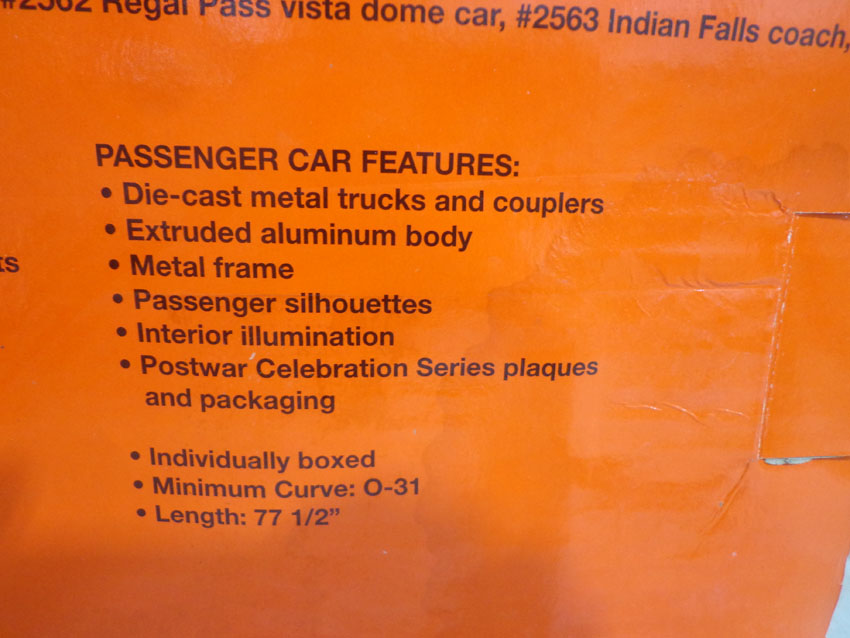 #2562 Regal Pass vista dome car, #2563 Indian Falls coach,
PASSENGER CAR FEATURES:
• Die-cast metal trucks and couplers
• Extruded aluminum body
• Metal frame
• Passenger silhouettes
• Interior illumination
• Postwar Celebration Series plaques
and packaging
• Individually boxed
• Minimum Curve: O-31
• Length: 77 1/2”